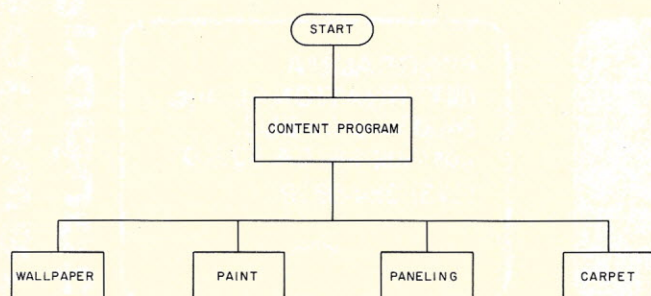 START
CONTENT PROGRAM
WALLPAPER
PAINT
PANELING
CARPET